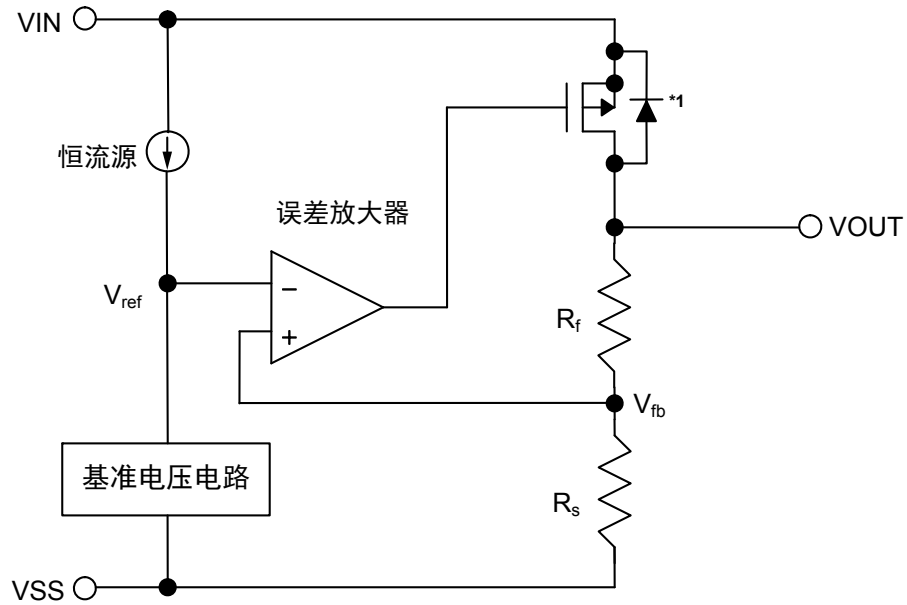 VIN
*1
恒流源
误差放大器
VOUT
Vref
−
+
Rf
Vfb
基准电压电路
Rs
VSS